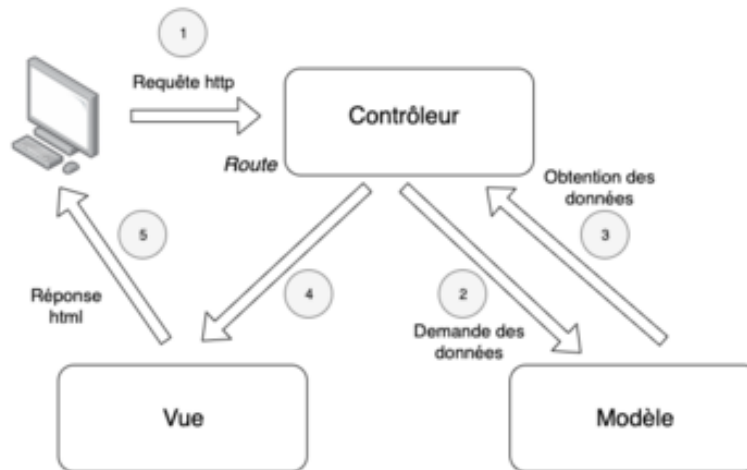 1
Requête http
Contrôleur
Route
Obtention des
données
3
5
4
2
Réponse
html
Demande des
données
Vue
Modèle